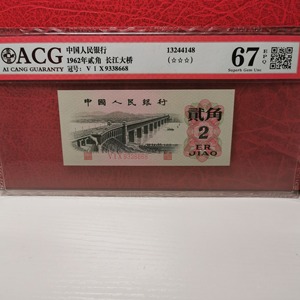 ACG
AI CANG GUARANTY
中国人民银行
1962年贰角 长江大桥
冠号: V I X 9338668
13244148
(☆☆☆)
67
EPQ
Superb Gem Unc
中國人民銀行
貳角
2
ER
JIAO
V I X 9338668